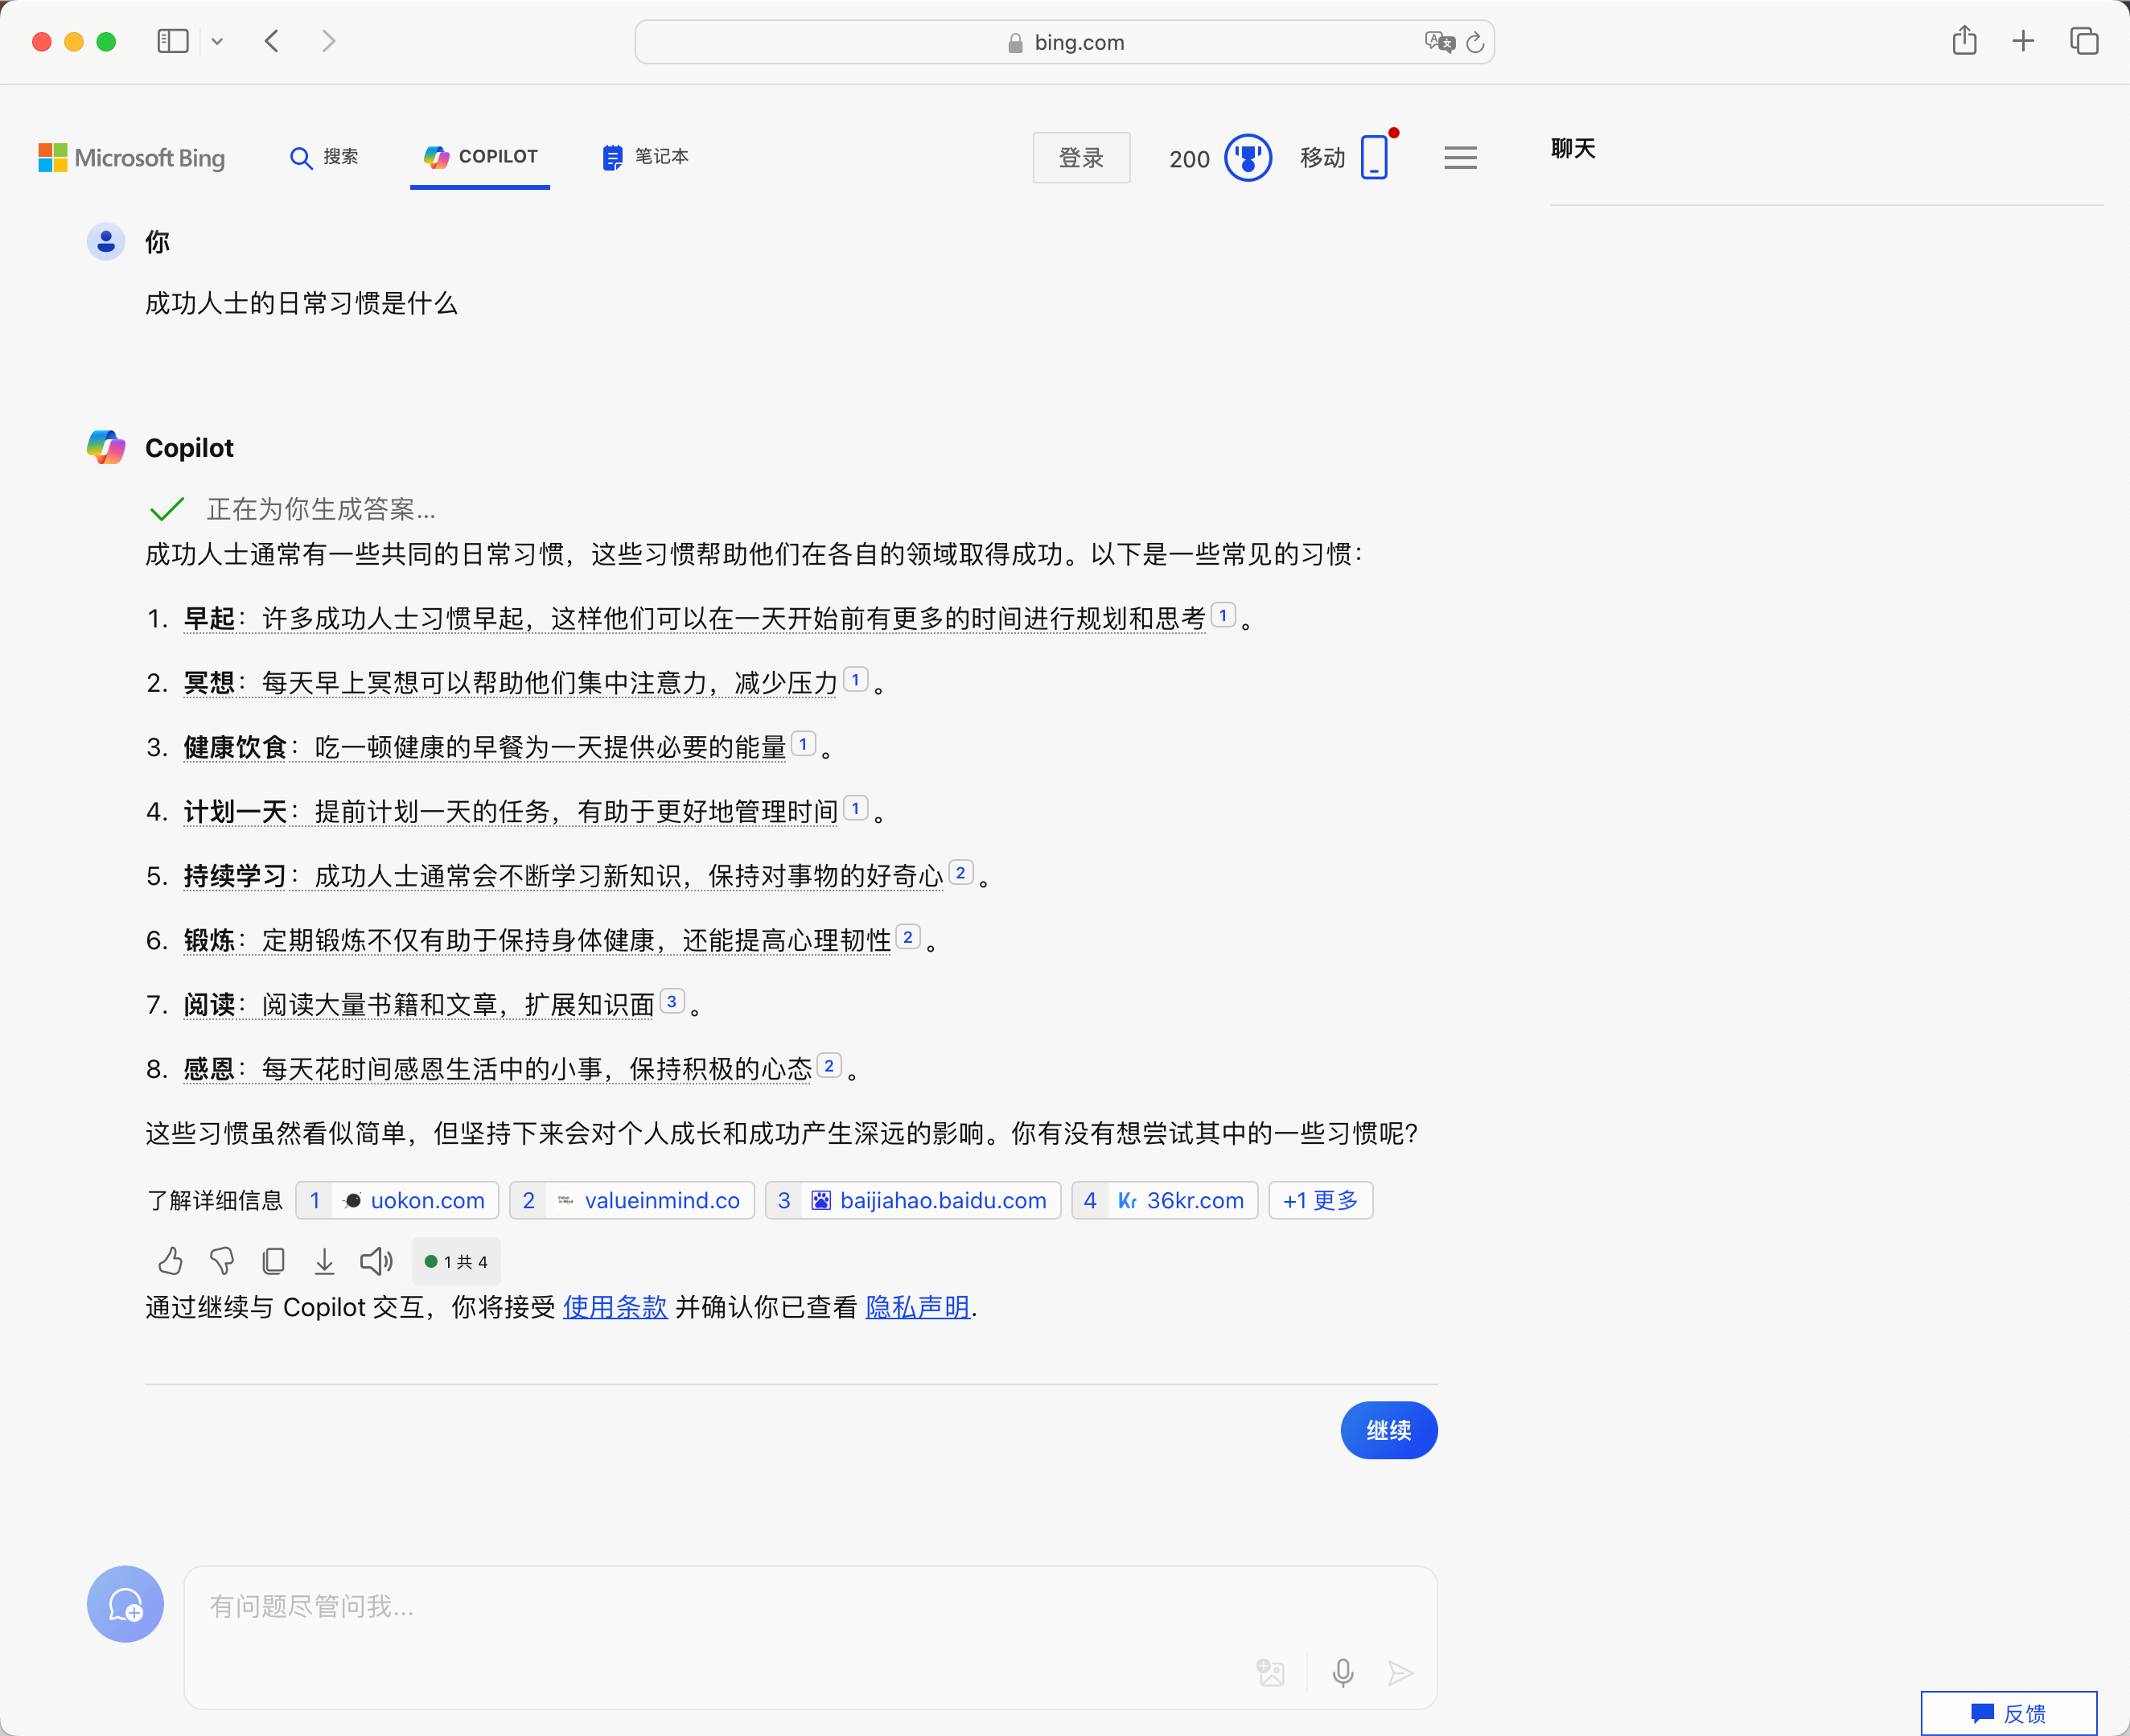 bing.com
Microsoft Bing
搜索
COPILOT
笔记本
登录
200
移动
聊天
你
成功人士的日常习惯是什么
Copilot
正在为你生成答案...
成功人士通常有一些共同的日常习惯，这些习惯帮助他们在各自的领域取得成功。以下是一些常见的习惯：
1. 早起：许多成功人士习惯早起，这样他们可以在一天开始前有更多的时间进行规划和思考 1 。
2. 冥想：每天早上冥想可以帮助他们集中注意力，减少压力 1 。
3. 健康饮食：吃一顿健康的早餐为一天提供必要的能量 1 。
4. 计划一天：提前计划一天的任务，有助于更好地管理时间 1 。
5. 持续学习：成功人士通常会不断学习新知识，保持对事物的好奇心 2 。
6. 锻炼：定期锻炼不仅有助于保持身体健康，还能提高心理韧性 2 。
7. 阅读：阅读大量书籍和文章，扩展知识面 3 。
8. 感恩：每天花时间感恩生活中的小事，保持积极的心态 2 。
这些习惯虽然看似简单，但坚持下来会对个人成长和成功产生深远的影响。你有没有想尝试其中的一些习惯呢？
了解详细信息 1 uokon.com 2 valueinmind.co 3 baijiahao.baidu.com 4 Kr 36kr.com +1 更多
1 共 4
通过继续与 Copilot 交互，你将接受 使用条款 并确认你已查看 隐私声明.
继续
有问题尽管问我...
反馈